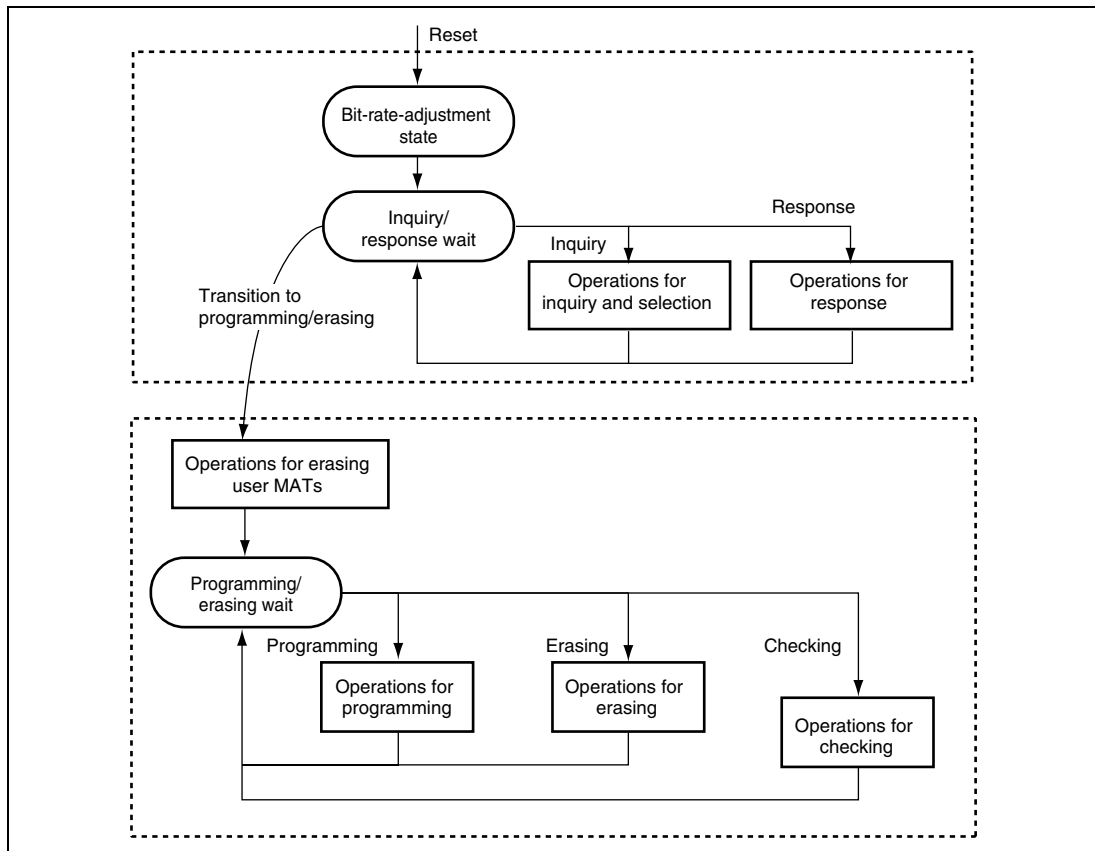 Reset
Bit-rate-adjustment
state
Inquiry/
response wait
Response
Inquiry
Operations for
inquiry and selection
Operations for
response
Transition to
programming/erasing
Operations for erasing
user MATs
Programming/
erasing wait
Programming
Erasing
Checking
Operations for
programming
Operations for
erasing
Operations for
checking